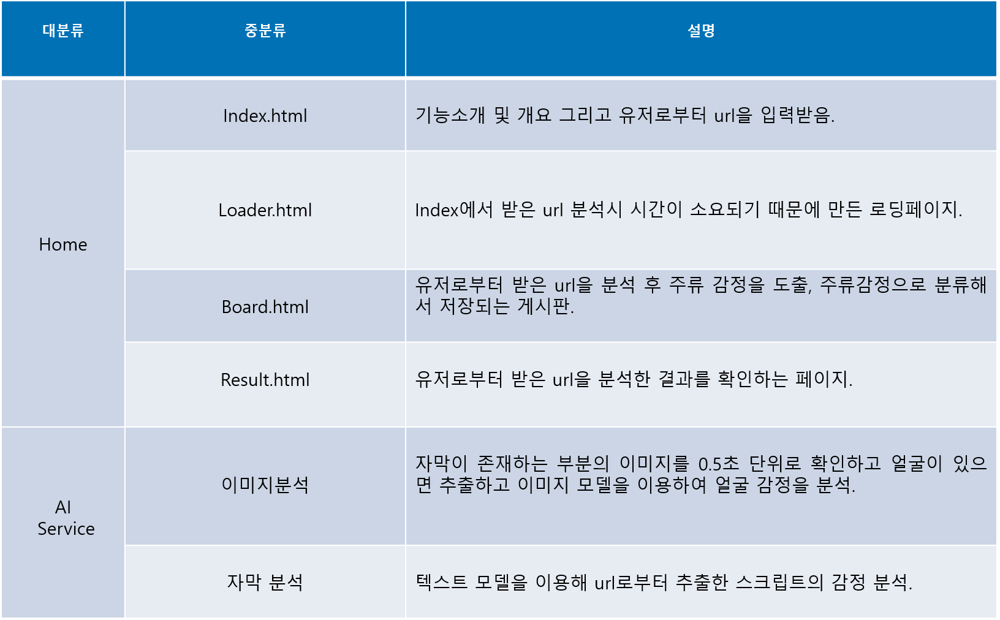 대분류
중분류
설명
Home
Index.html
기능소개 및 개요 그리고 유저로부터 url을 입력받음.
Loader.html
Index에서 받은 url 분석시 시간이 소요되기 때문에 만든 로딩페이지.
Board.html
유저로부터 받은 url을 분석 후 주류 감정을 도출, 주류감정으로 분류해
서 저장되는 게시판.
Result.html
유저로부터 받은 url을 분석한 결과를 확인하는 페이지.
AI
Service
이미지분석
자막이 존재하는 부분의 이미지를 0.5초 단위로 확인하고 얼굴이 있으
면 추출하고 이미지 모델을 이용하여 얼굴 감정을 분석.
자막 분석
텍스트 모델을 이용해 url로부터 추출한 스크립트의 감정 분석.